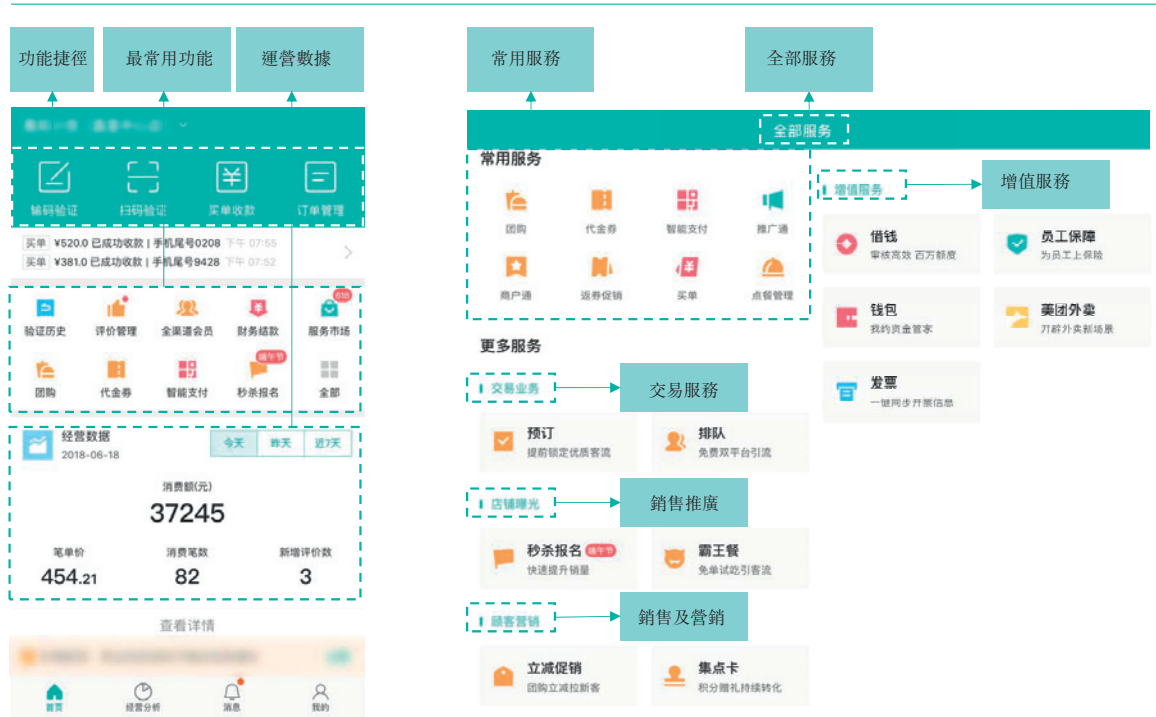 功能捷徑
最常用功能
運營數據
输码验证
扫码验证
买单收款
订单管理
买单 ¥520.0 已成功收款 | 手机尾号0208 下午 07:55
买单 ¥381.0 已成功收款 | 手机尾号9428 下午 07:52
618
验证历史
评价管理
全渠道会员
财务结款
服务市场
端午节
团购
代金券
智能支付
秒杀报名
全部
经营数据
2018-06-18
今天
昨天
近7天
消费额(元)
37245
笔单价
消费笔数
新增评价数
454.21
82
3
查看详情
首页
经营分析
消息
我的
常用服務
全部服務
全部服务
常用服务
团购
代金券
智能支付
推广通
商户通
返券促销
买单
点餐管理
更多服务
交易业务
交易服務
预订
提前锁定优质客流
排队
免费双平台引流
店铺曝光
銷售推廣
秒杀报名 端午节
快速提升销量
霸王餐
免单试吃引客流
顾客营销
銷售及營銷
立减促销
团购立减拉新客
集点卡
积分赠礼持续转化
增值服务
增值服務
借钱
审核高效 百万额度
员工保障
为员工上保险
钱包
我的资金管家
美团外卖
开辟外卖新场景
发票
一键同步开票信息